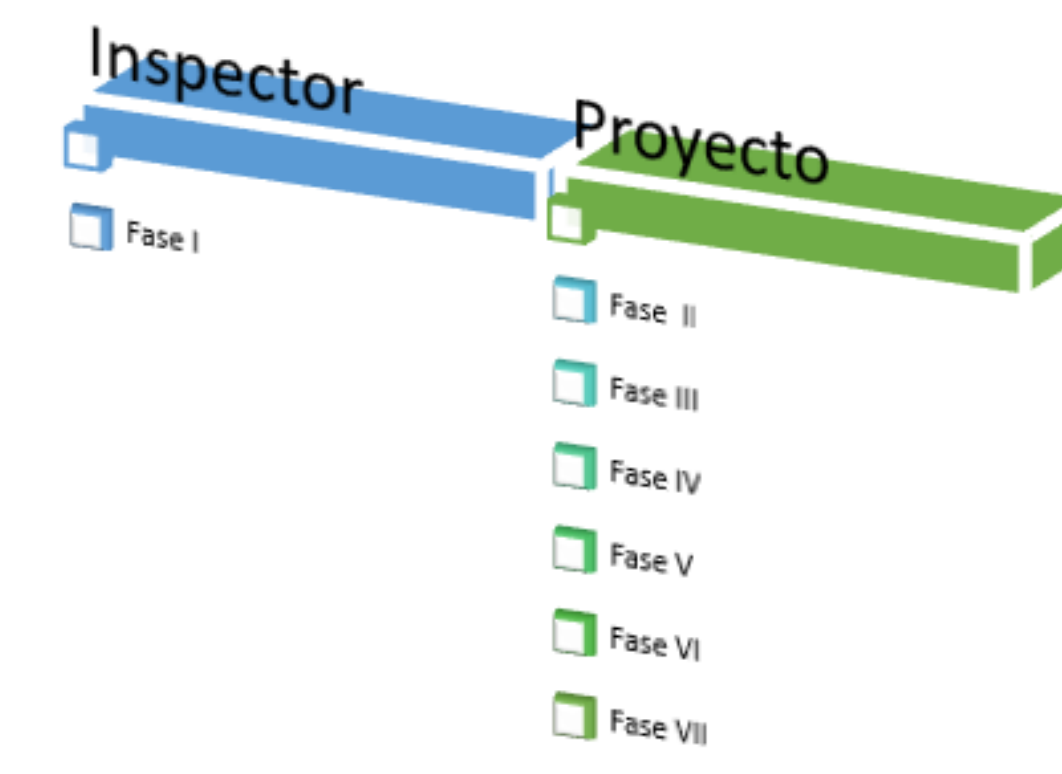 Inspector
Fase I
Proyecto
Fase II
Fase III
Fase IV
Fase V
Fase VI
Fase VII